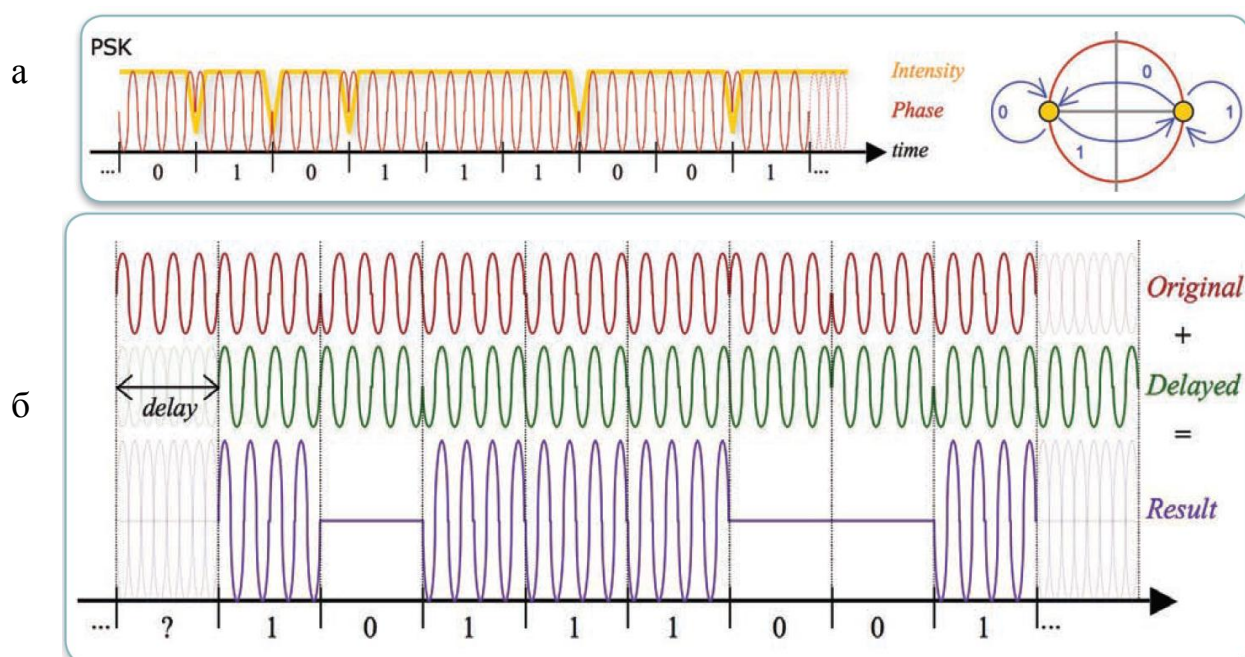 а
PSK
Intensity
Phase
time
... 0 1 0 1 1 1 0 0 1 ...
0
0
1
1
б
Original
+
Delayed
=
delay
Result
... ? 1 0 1 1 1 0 0 1 ...